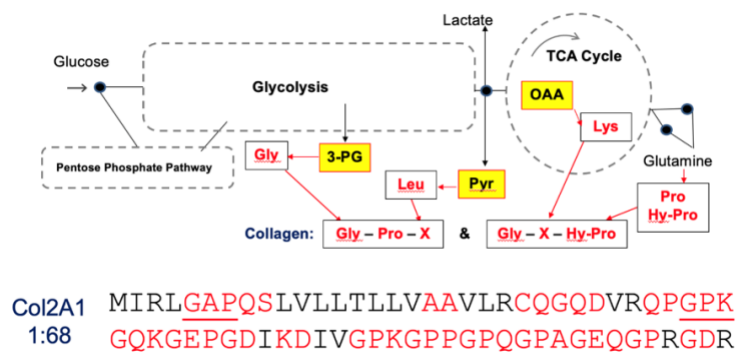 Lactate
Glucose
TCA Cycle
Glycolysis
OAA
Lys
Pentose Phosphate Pathway
Gly
3-PG
Glutamine
Leu
Pyr
Pro
Hy-Pro
Collagen: Gly – Pro – X & Gly – X – Hy-Pro
Col2A1
1:68
MIRLGAPQSLVLLTLLVAAVLRCQGQDVRQPGPK
GQKGEPGDIKDIVGPKGPPGPQGPAGEQGPRGDR